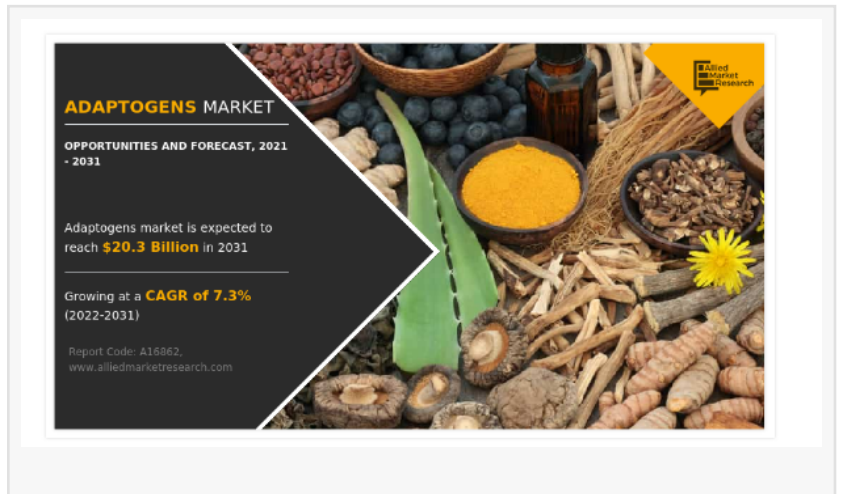 ADAPTOGENS MARKET
OPPORTUNITIES AND FORECAST, 2021
- 2031
Adaptogens market is expected to
reach $20.3 Billion in 2031
Growing at a CAGR of 7.3%
(2022-2031)
Report Code: A16862,
www.alliedmarketresearch.com
Allied
Market
Research